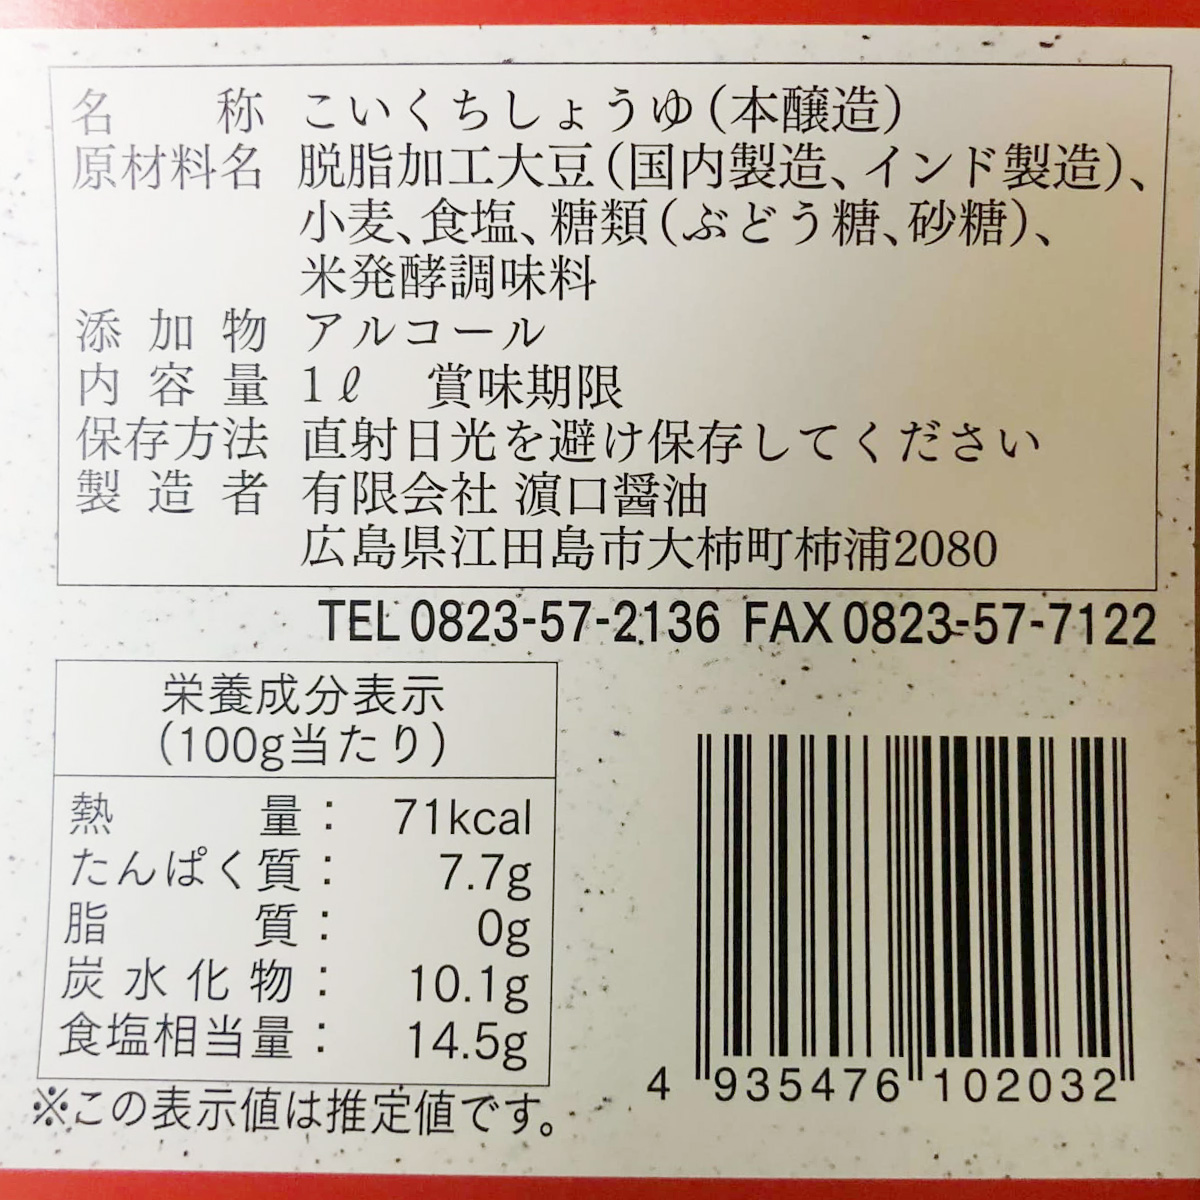 名称 こいくちしょうゆ(本醸造)
原材料名 脱脂加工大豆(国内製造、インド製造)、
小麦、食塩、糖類(ぶどう糖、砂糖)、
米発酵調味料
添加物 アルコール
内容量 1ℓ 賞味期限
保存方法 直射日光を避け保存してください
製造者 有限会社 濵口醤油
広島県江田島市大柿町柿浦2080
TEL 0823-57-2136 FAX 0823-57-7122
栄養成分表示
(100g当たり)
熱量: 71kcal
たんぱく質: 7.7g
脂質: 0g
炭水化物: 10.1g
食塩相当量: 14.5g
※この表示値は推定値です。
4 935476 102032